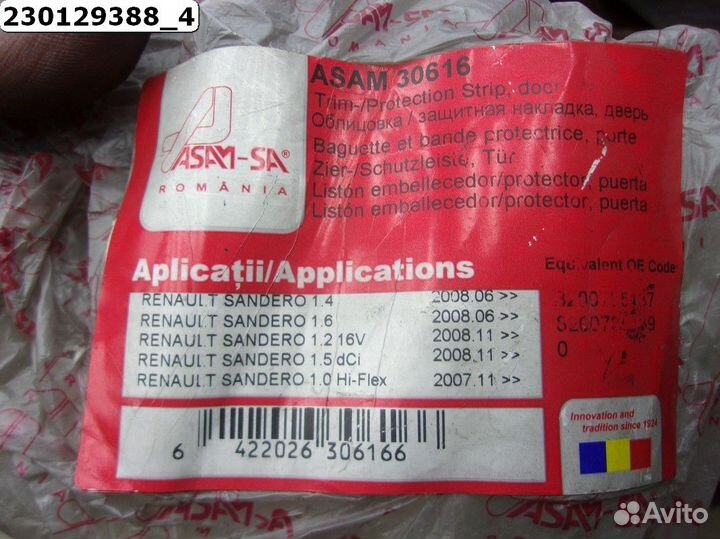 230129388_4
ASAM-SA®
ROMÂNIA
ASAM 30616
Trim-/Protection Strip, door
Облицовка / защитная накладка, дверь
Baguette et bande protectrice, porte
Zier-/Schutzleiste, Tür
Listón embellecedor/protector, puerta
Listón embellecedor/protector, puerta
Aplicații/Applications
Equivalent OE Code
RENAULT SANDERO 1.4 2008.06 >>
RENAULT SANDERO 1.6 2008.06 >>
RENAULT SANDERO 1.2 16V 2008.11 >>
RENAULT SANDERO 1.5 dCi 2008.11 >>
RENAULT SANDERO 1.0 Hi-Flex 2007.11 >>
0
6 422026 306166
Innovation and
tradition since 1924
Avito